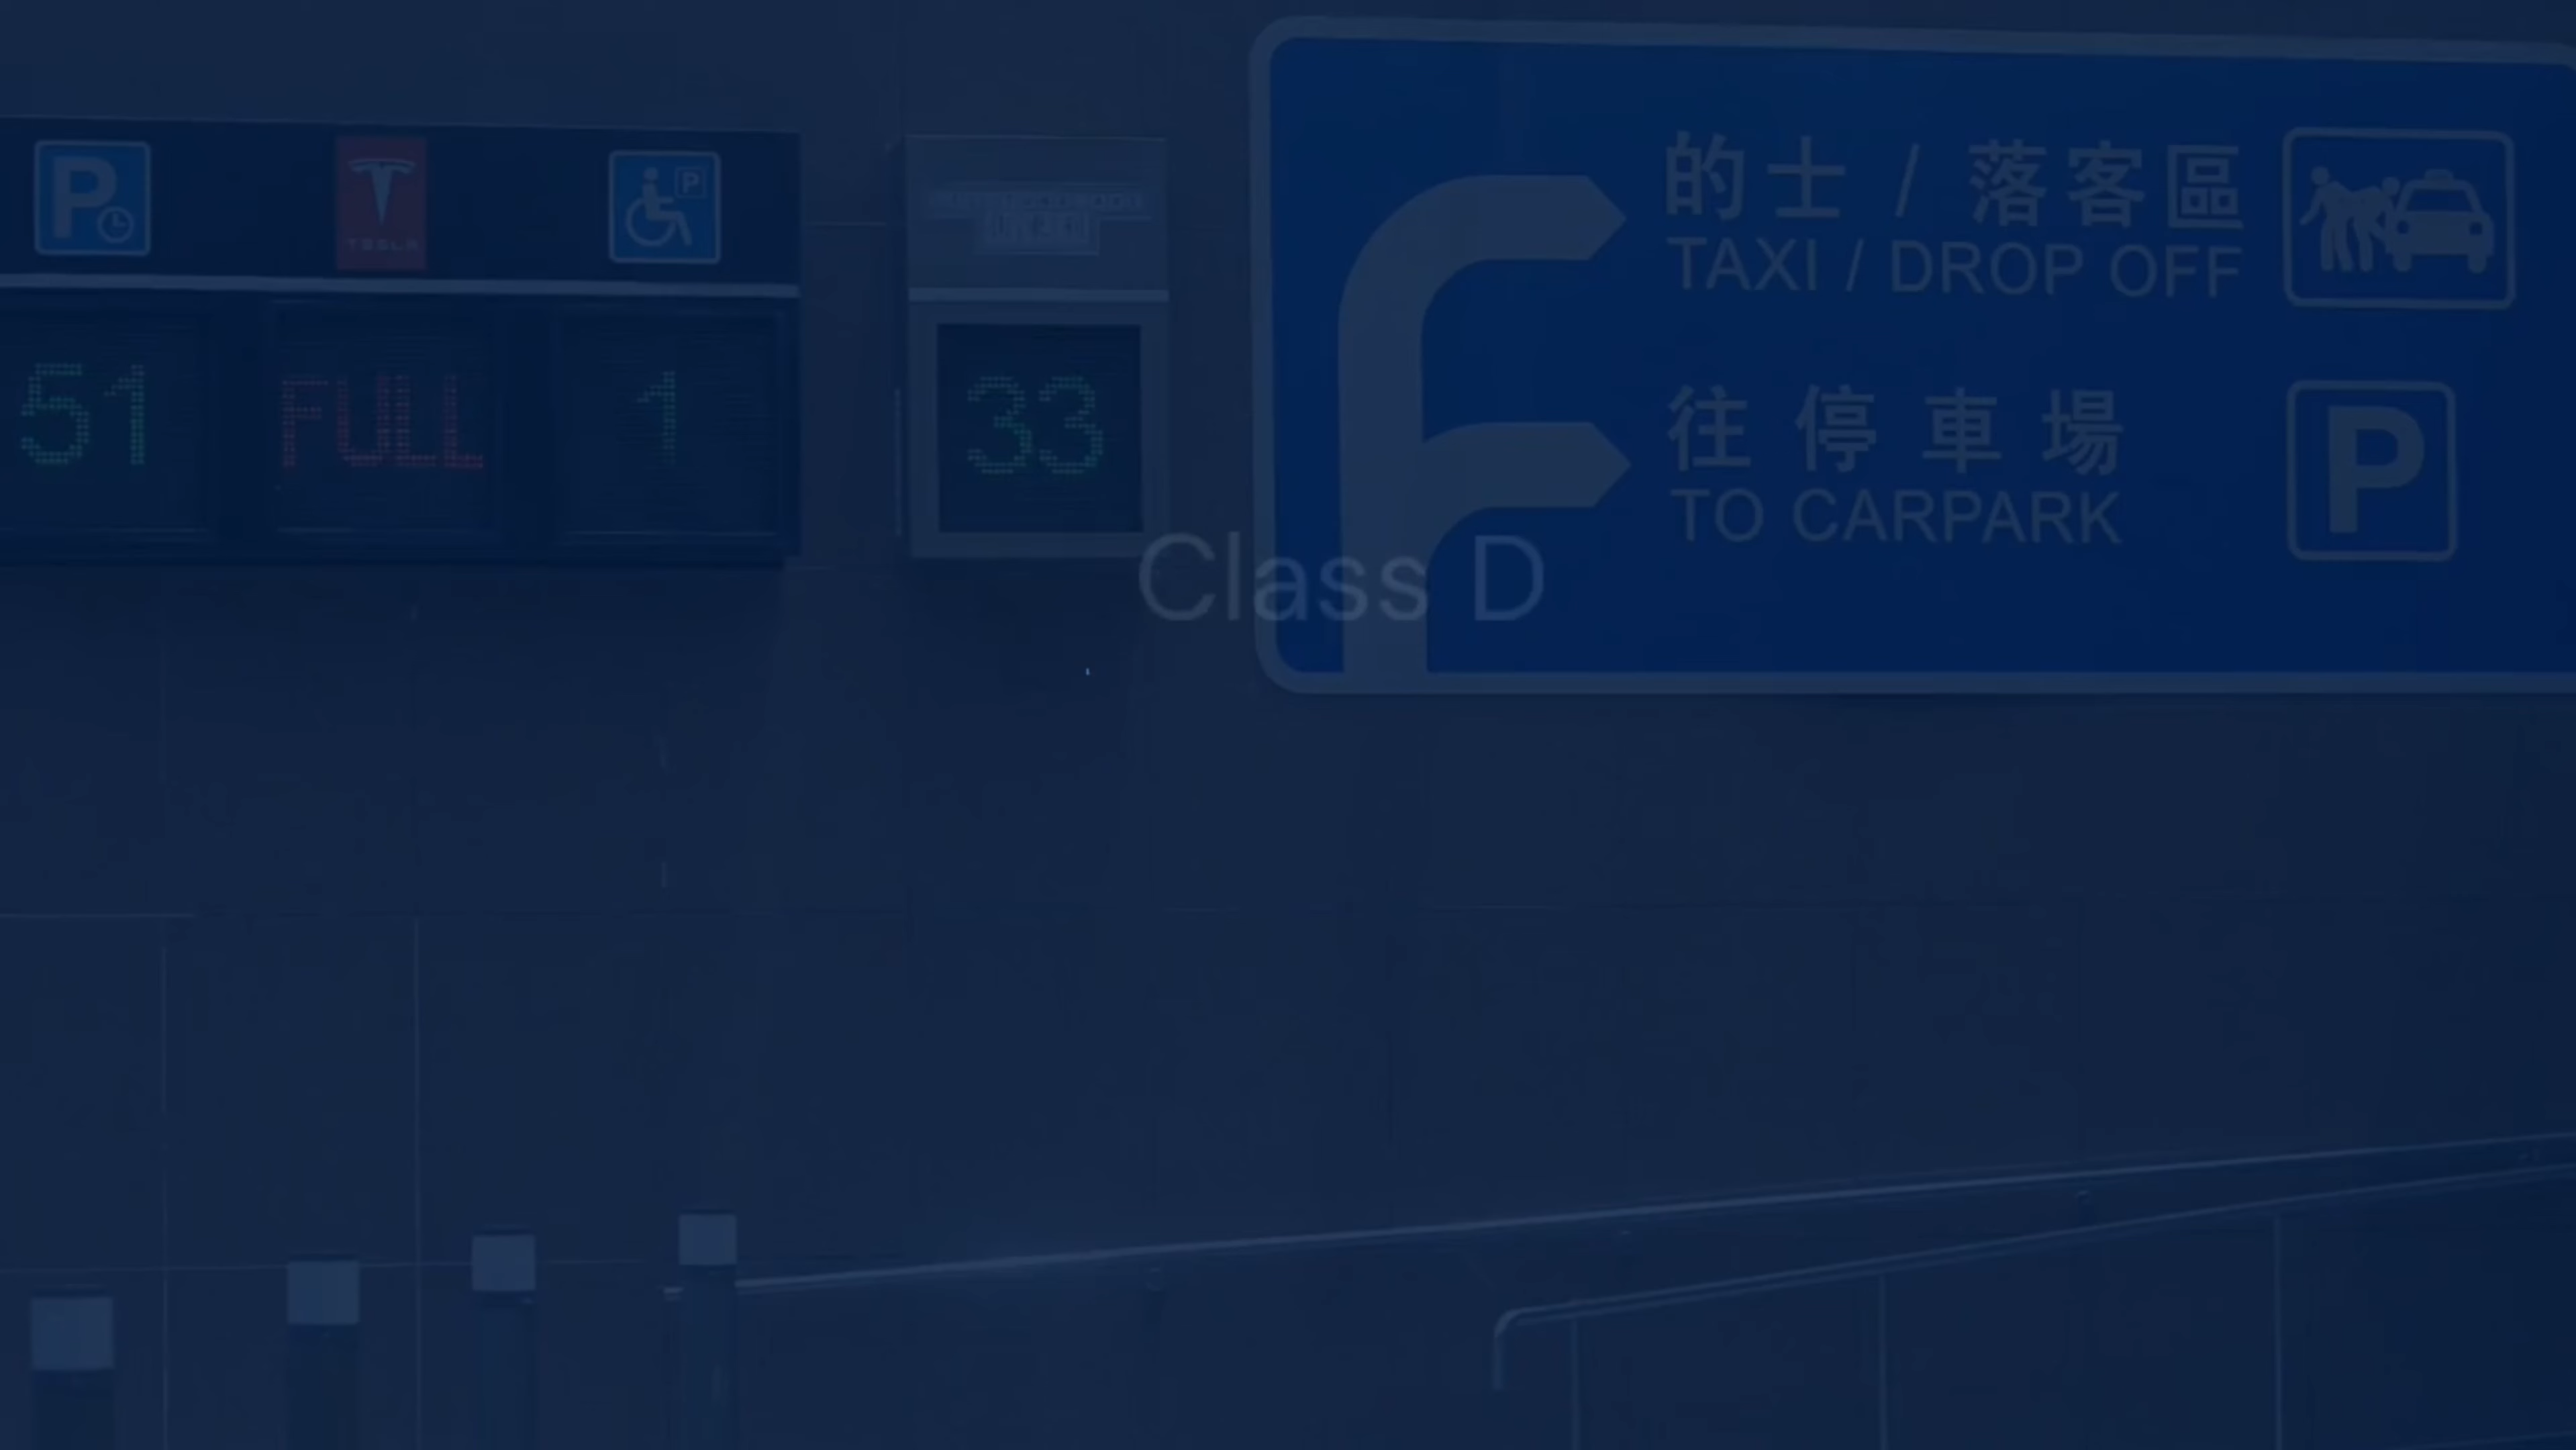 P
TESLA
P
51
FULL
1
33
的士 / 落客區
TAXI / DROP OFF
往停車場
TO CARPARK
P
Class D